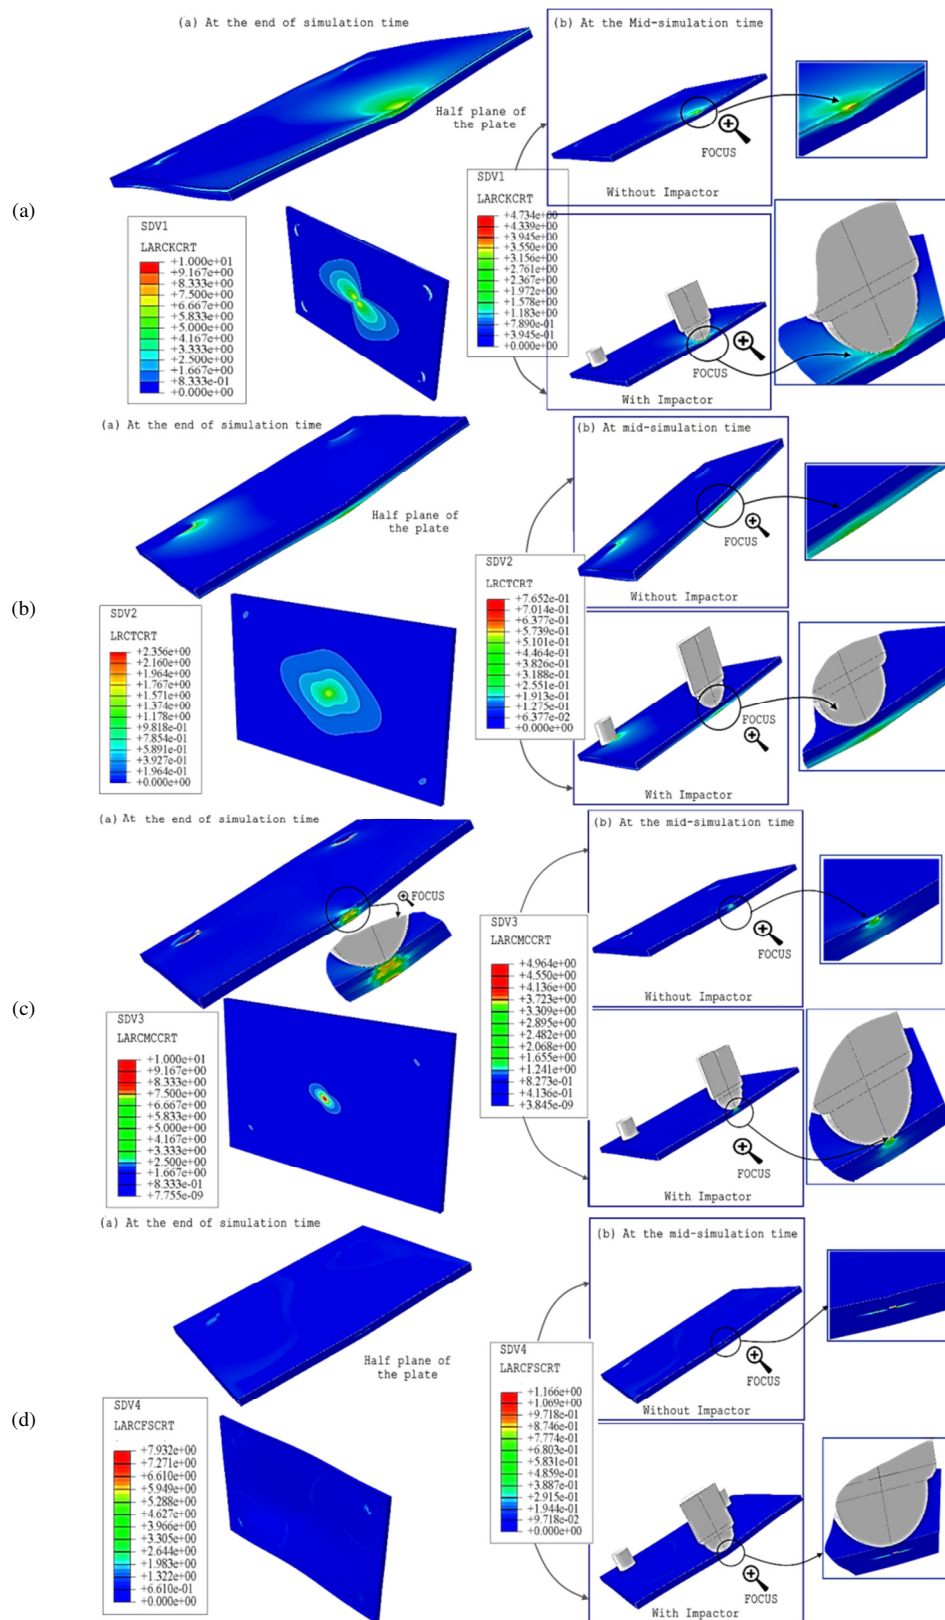 (a) At the end of simulation time
(b) At the Mid-simulation time
Half plane of
the plate
FOCUS
Without Impactor
(a)
SDV1
LARCKCRT
+4.734e+00
+4.339e+00
+3.945e+00
+3.550e+00
+3.156e+00
+2.761e+00
+2.367e+00
+1.972e+00
+1.578e+00
+1.183e+00
+7.890e-01
+3.945e-01
+0.000e+00
SDV1
LARCKCRT
+1.000e+01
+9.167e+00
+8.333e+00
+7.500e+00
+6.667e+00
+5.833e+00
+5.000e+00
+4.167e+00
+3.333e+00
+2.500e+00
+1.667e+00
+8.333e-01
+0.000e+00
FOCUS
With Impactor
(a) At the end of simulation time
(b) At mid-simulation time
Half plane of
the plate
FOCUS
Without Impactor
(b)
SDV2
LRCTCRT
+7.652e-01
+7.014e-01
+6.377e-01
+5.739e-01
+5.101e-01
+4.464e-01
+3.826e-01
+3.188e-01
+2.551e-01
+1.913e-01
+1.275e-01
+6.377e-02
+0.000e+00
SDV2
LRCTCRT
+2.356e+00
+2.160e+00
+1.964e+00
+1.767e+00
+1.571e+00
+1.374e+00
+1.178e+00
+9.818e-01
+7.854e-01
+5.891e-01
+3.927e-01
+1.964e-01
+0.000e+00
FOCUS
With Impactor
(a) At the end of simulation time
(b) At the mid-simulation time
FOCUS
FOCUS
Without Impactor
(c)
SDV3
LARCMCCRT
+4.964e+00
+4.550e+00
+4.136e+00
+3.723e+00
+3.309e+00
+2.895e+00
+2.482e+00
+2.068e+00
+1.655e+00
+1.241e+00
+8.273e-01
+4.136e-01
+3.845e-09
SDV3
LARCMCCRT
+1.000e+01
+9.167e+00
+8.333e+00
+7.500e+00
+6.667e+00
+5.833e+00
+5.000e+00
+4.167e+00
+3.333e+00
+2.500e+00
+1.667e+00
+8.333e-01
+7.755e-09
FOCUS
With Impactor
(a) At the end of simulation time
(b) At the mid-simulation time
Half plane of
the plate
FOCUS
Without Impactor
(d)
SDV4
LARCFSCRT
+1.166e+00
+1.069e+00
+9.718e-01
+8.746e-01
+7.774e-01
+6.803e-01
+5.831e-01
+4.859e-01
+3.887e-01
+2.915e-01
+1.944e-01
+9.718e-02
+0.000e+00
SDV4
LARCFSCRT
+7.932e+00
+7.271e+00
+6.610e+00
+5.949e+00
+5.288e+00
+4.627e+00
+3.966e+00
+3.305e+00
+2.644e+00
+1.983e+00
+1.322e+00
+6.610e-01
+0.000e+00
FOCUS
With Impactor